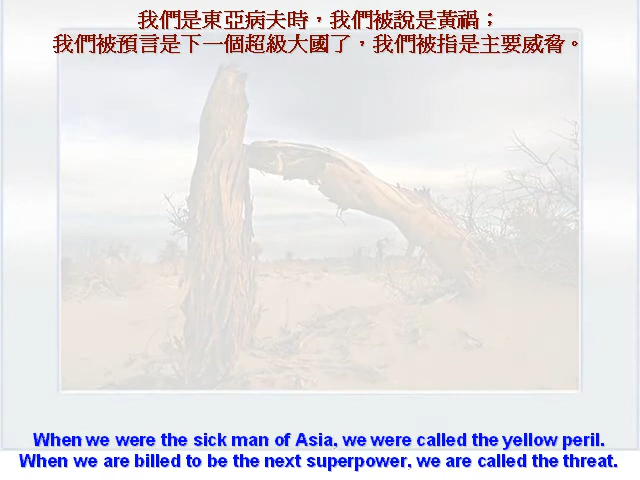 我們是東亞病夫時，我們被說是黃禍；
我們被預言是下一個超級大國了，我們被指是主要威脅。
When we were the sick man of Asia, we were called the yellow peril.
When we are billed to be the next superpower, we are called the threat.